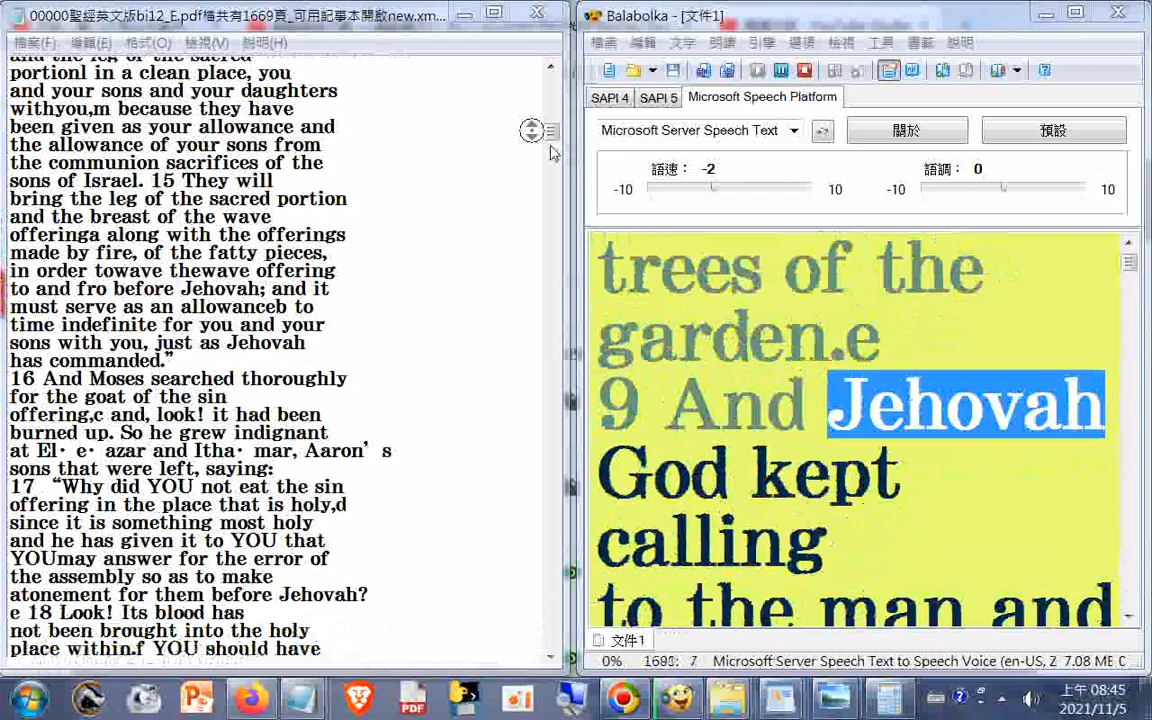 00000聖經英文版bi12_E.pdf檔共有1669頁_可用記事本開啟new.xm...
檔案(F) 編輯(E) 格式(O) 檢視(V) 說明(H)
and the leg of the sacred
portionl in a clean place, you
and your sons and your daughters
withyou,m because they have
been given as your allowance and
the allowance of your sons from
the communion sacrifices of the
sons of Israel. 15 They will
bring the leg of the sacred portion
and the breast of the wave
offeringa along with the offerings
made by fire, of the fatty pieces,
in order towave thewave offering
to and fro before Jehovah; and it
must serve as an allowanceb to
time indefinite for you and your
sons with you, just as Jehovah
has commanded.”
16 And Moses searched thoroughly
for the goat of the sin
offering,c and, look! it had been
burned up. So he grew indignant
at El· e· azar and Itha· mar, Aaron’s
sons that were left, saying:
17 “Why did YOU not eat the sin
offering in the place that is holy,d
since it is something most holy
and he has given it to YOU that
YOUmay answer for the error of
the assembly so as to make
atonement for them before Jehovah?
e 18 Look! Its blood has
not been brought into the holy
place within.f YOU should have
Balabolka - [文件1]
檔案 編輯 文字 朗讀 引擎 選項 檢視 工具 書籤 說明
SAPI 4 SAPI 5 Microsoft Speech Platform
Microsoft Server Speech Text 關於 預設
語速： -2 語調： 0
-10 10 -10 10
trees of the
garden.e
9 And Jehovah
God kept
calling
to the man and
文件1
0% 1698: 7 Microsoft Server Speech Text to Speech Voice (en-US, Z 7.08 MB
PDF
上午 08:45
2021/11/5